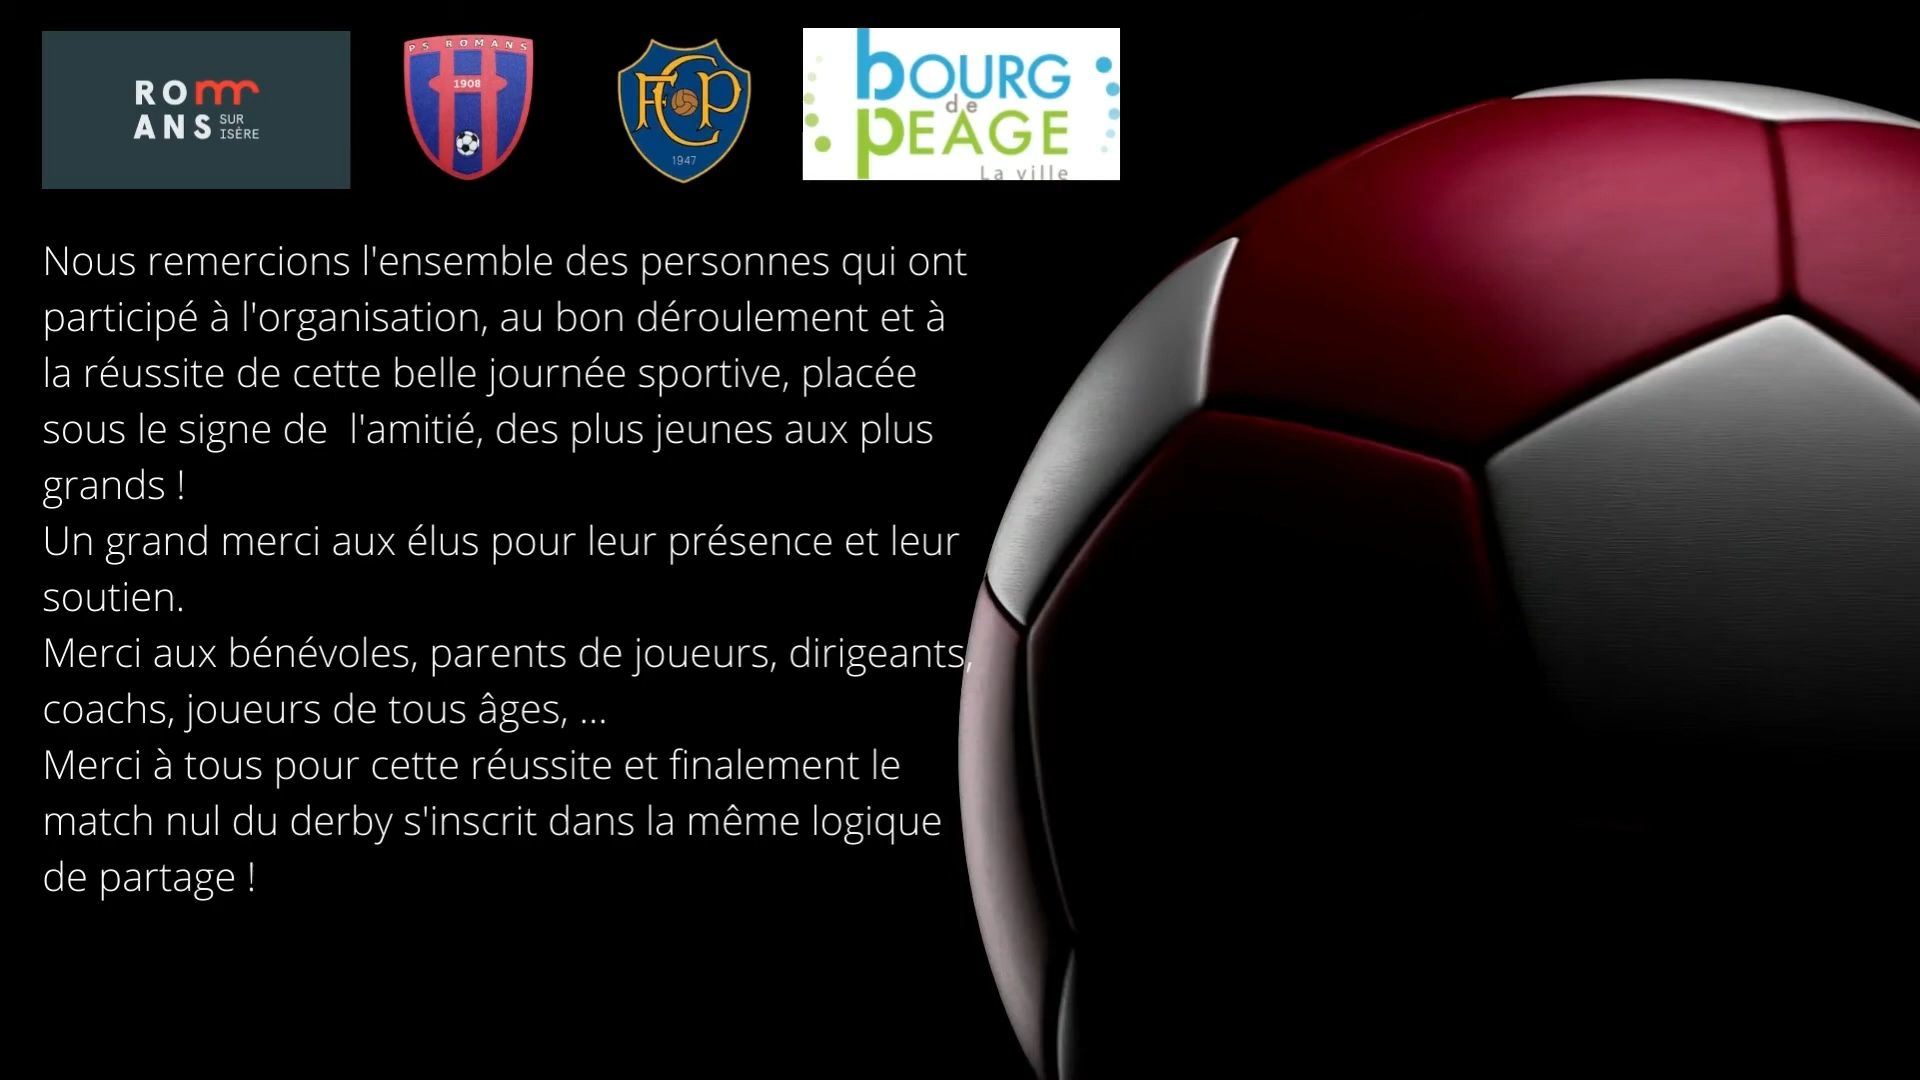 ROMANS SUR ISÈRE
PS ROMANS
1908
FCP
1947
bOURG
de
PEAGE
La ville
Nous remercions l'ensemble des personnes qui ont
participé à l'organisation, au bon déroulement et à
la réussite de cette belle journée sportive, placée
sous le signe de  l'amitié, des plus jeunes aux plus
grands !
Un grand merci aux élus pour leur présence et leur
soutien.
Merci aux bénévoles, parents de joueurs, dirigeants,
coachs, joueurs de tous âges, ...
Merci à tous pour cette réussite et finalement le
match nul du derby s'inscrit dans la même logique
de partage !